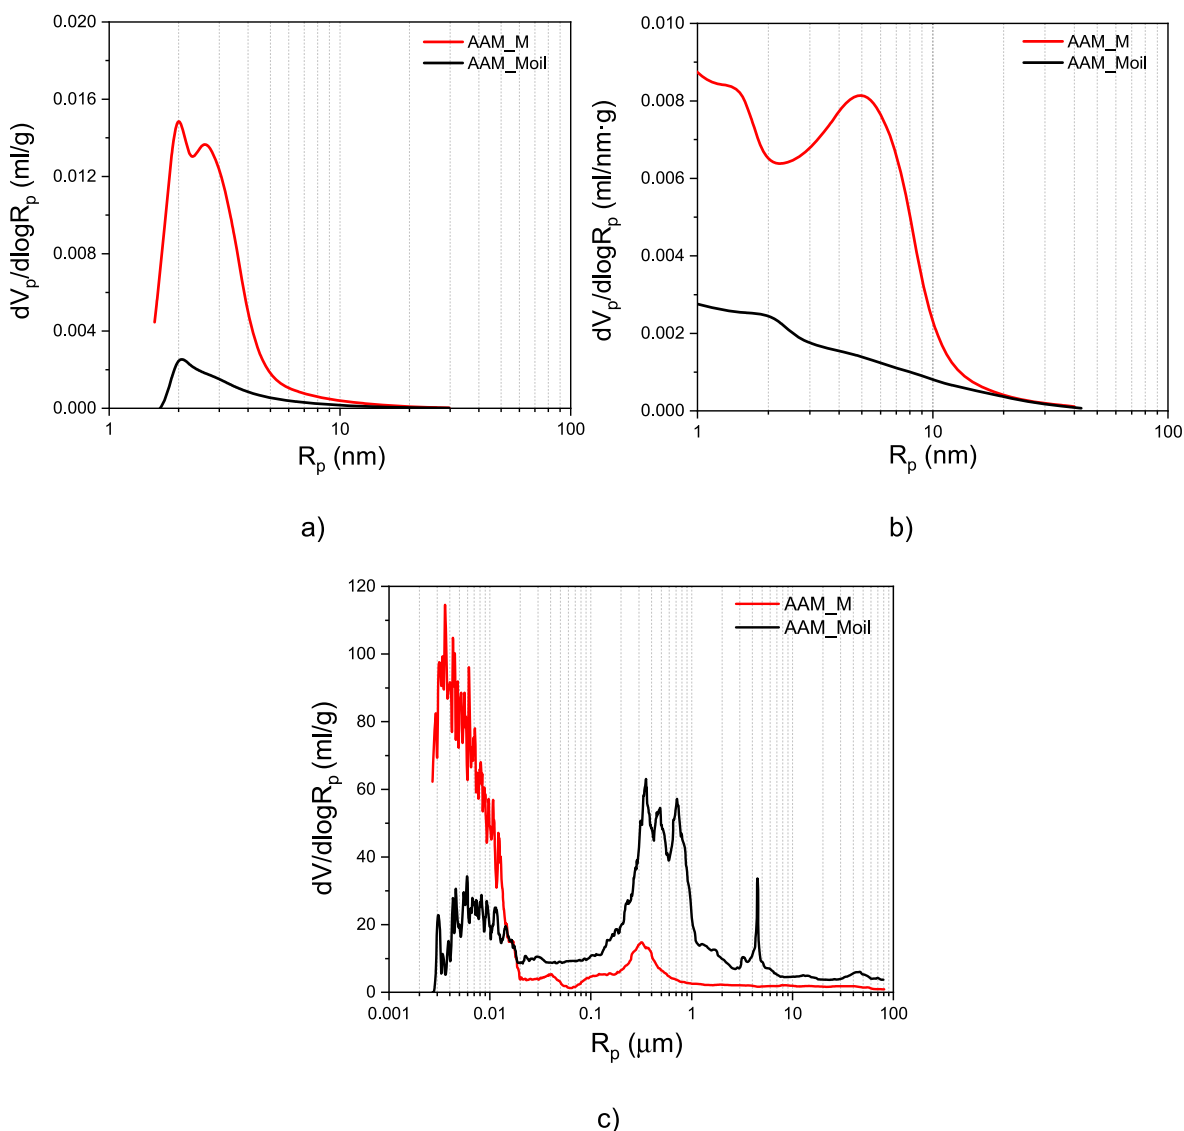 0.020
0.016
0.012
0.008
0.004
0.000
dVp/dlogRp (ml/g)
AAM_M
AAM_Moil
1 10 100
Rp (nm)
a)
0.010
0.008
0.006
0.004
0.002
0.000
dVp/dlogRp (ml/nm·g)
AAM_M
AAM_Moil
1 10 100
Rp (nm)
b)
120
100
80
60
40
20
0
dV/dlogRp (ml/g)
AAM_M
AAM_Moil
0.001 0.01 0.1 1 10 100
Rp (μm)
c)